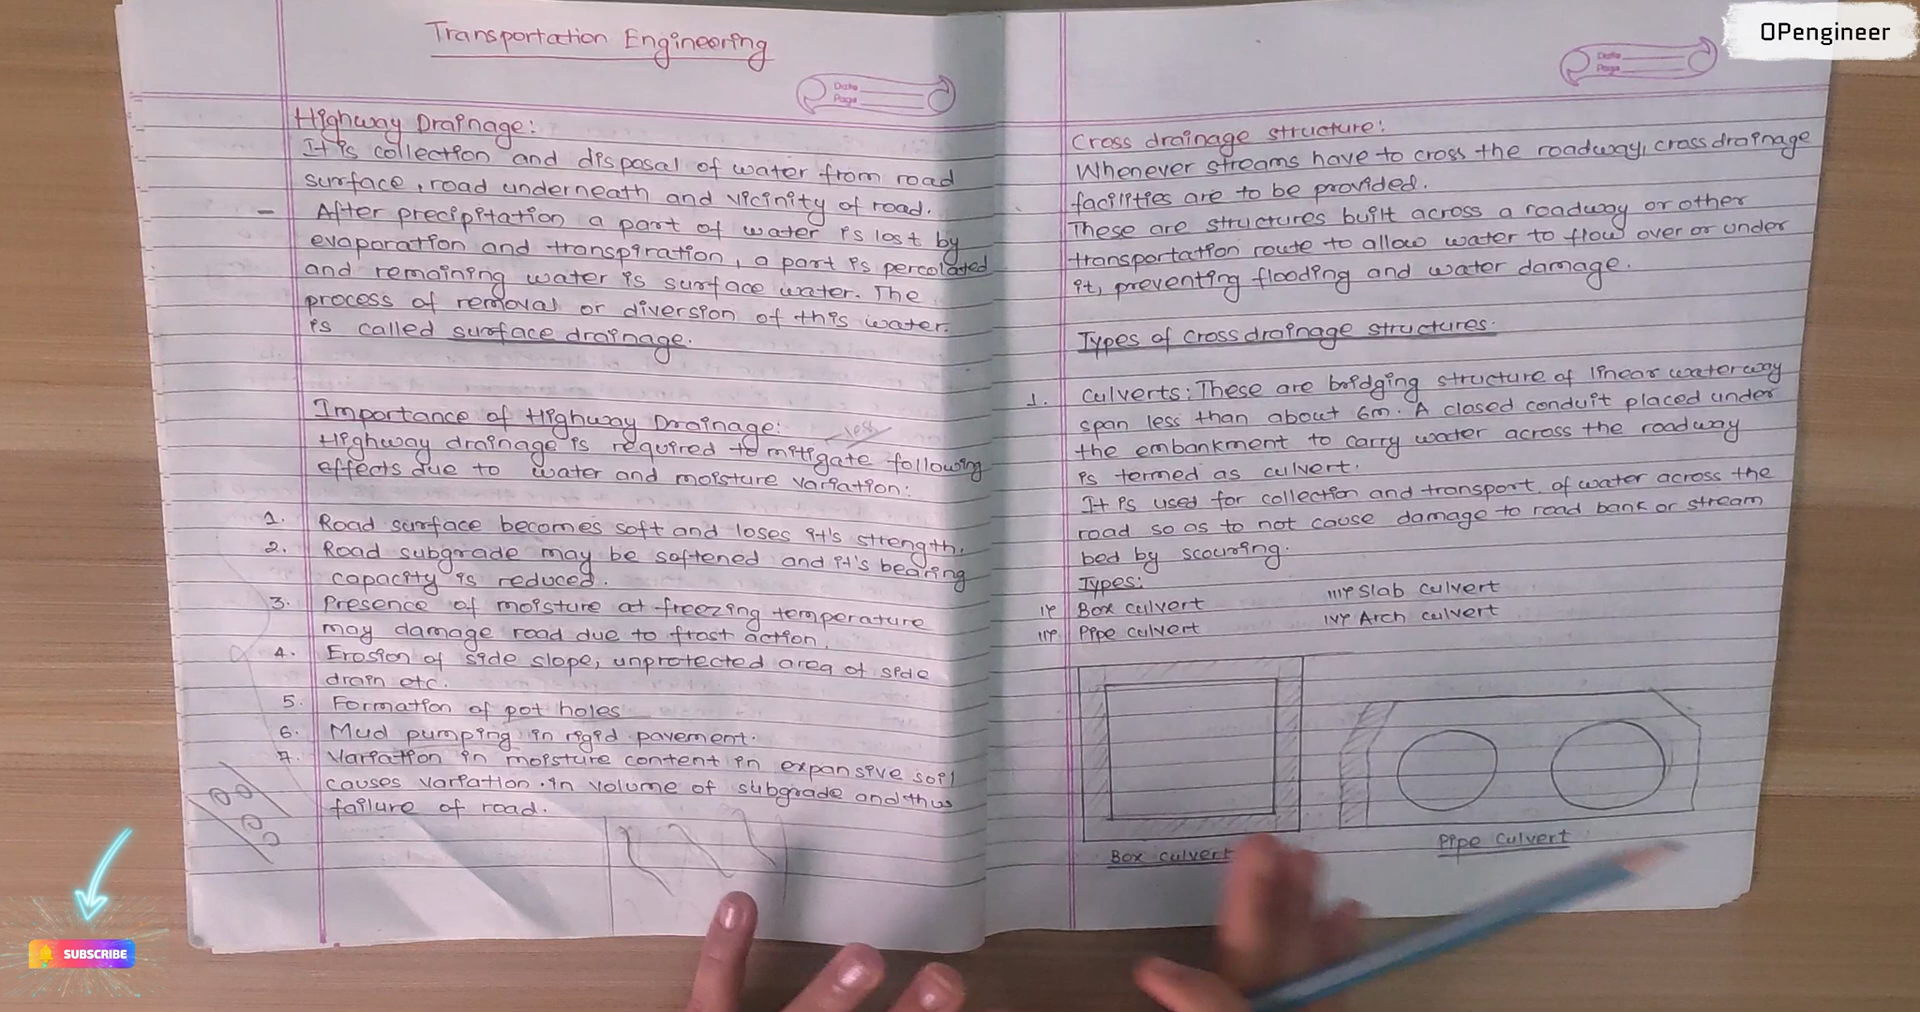 OPengineer
Transportation Engineering
Date
Page
Highway Drainage:
It is collection and disposal of water from road
surface, road underneath and vicinity of road.
- After precipitation a part of water is lost by
evaporation and transpiration, a part is percolated
and remaining water is surface water. The
process of removal or diversion of this water.
is called surface drainage.
Importance of Highway Drainage:
Highway drainage is required to mitigate following
effects due to water and moisture variation:
1. Road surface becomes soft and loses it's strength.
2. Road subgrade may be softened and it's bearing
capacity is reduced.
3. Presence of moisture at freezing temperature
may damage road due to frost action.
4. Erosion of side slope, unprotected area of side
drain etc.
5. Formation of pot holes
6. Mud pumping in rigid pavement.
7. Variation in moisture content in expansive soil
causes variation in volume of subgrade and thus
failure of road.
Date
Page
Cross drainage structure:
Whenever streams have to cross the roadway, cross drainage
facilities are to be provided.
These are structures built across a roadway or other
transportation route to allow water to flow over or under
it, preventing flooding and water damage.
Types of Cross drainage structures.
1. Culverts: These are bridging structure of linear waterway
span less than about 6m. A closed conduit placed under
the embankment to carry water across the roadway
is termed as culvert.
It is used for collection and transport of water across the
road so as to not cause damage to road bank or stream
bed by scouring.
Types:
i) Box culvert
iii) Slab culvert
ii) Pipe culvert
iv) Arch culvert
Box culvert
Pipe Culvert
SUBSCRIBE